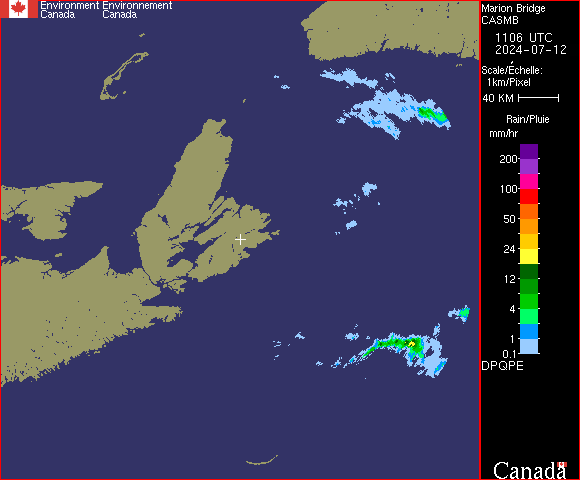 Environment Environnement
Canada Canada
Marion Bridge
CASMB
1106 UTC
2024-07-12
Scale/Échelle:
1km/Pixel
40 KM
Rain/Pluie
mm/hr
200
100
50
24
12
4
1
0.1
DPQPE
Canada